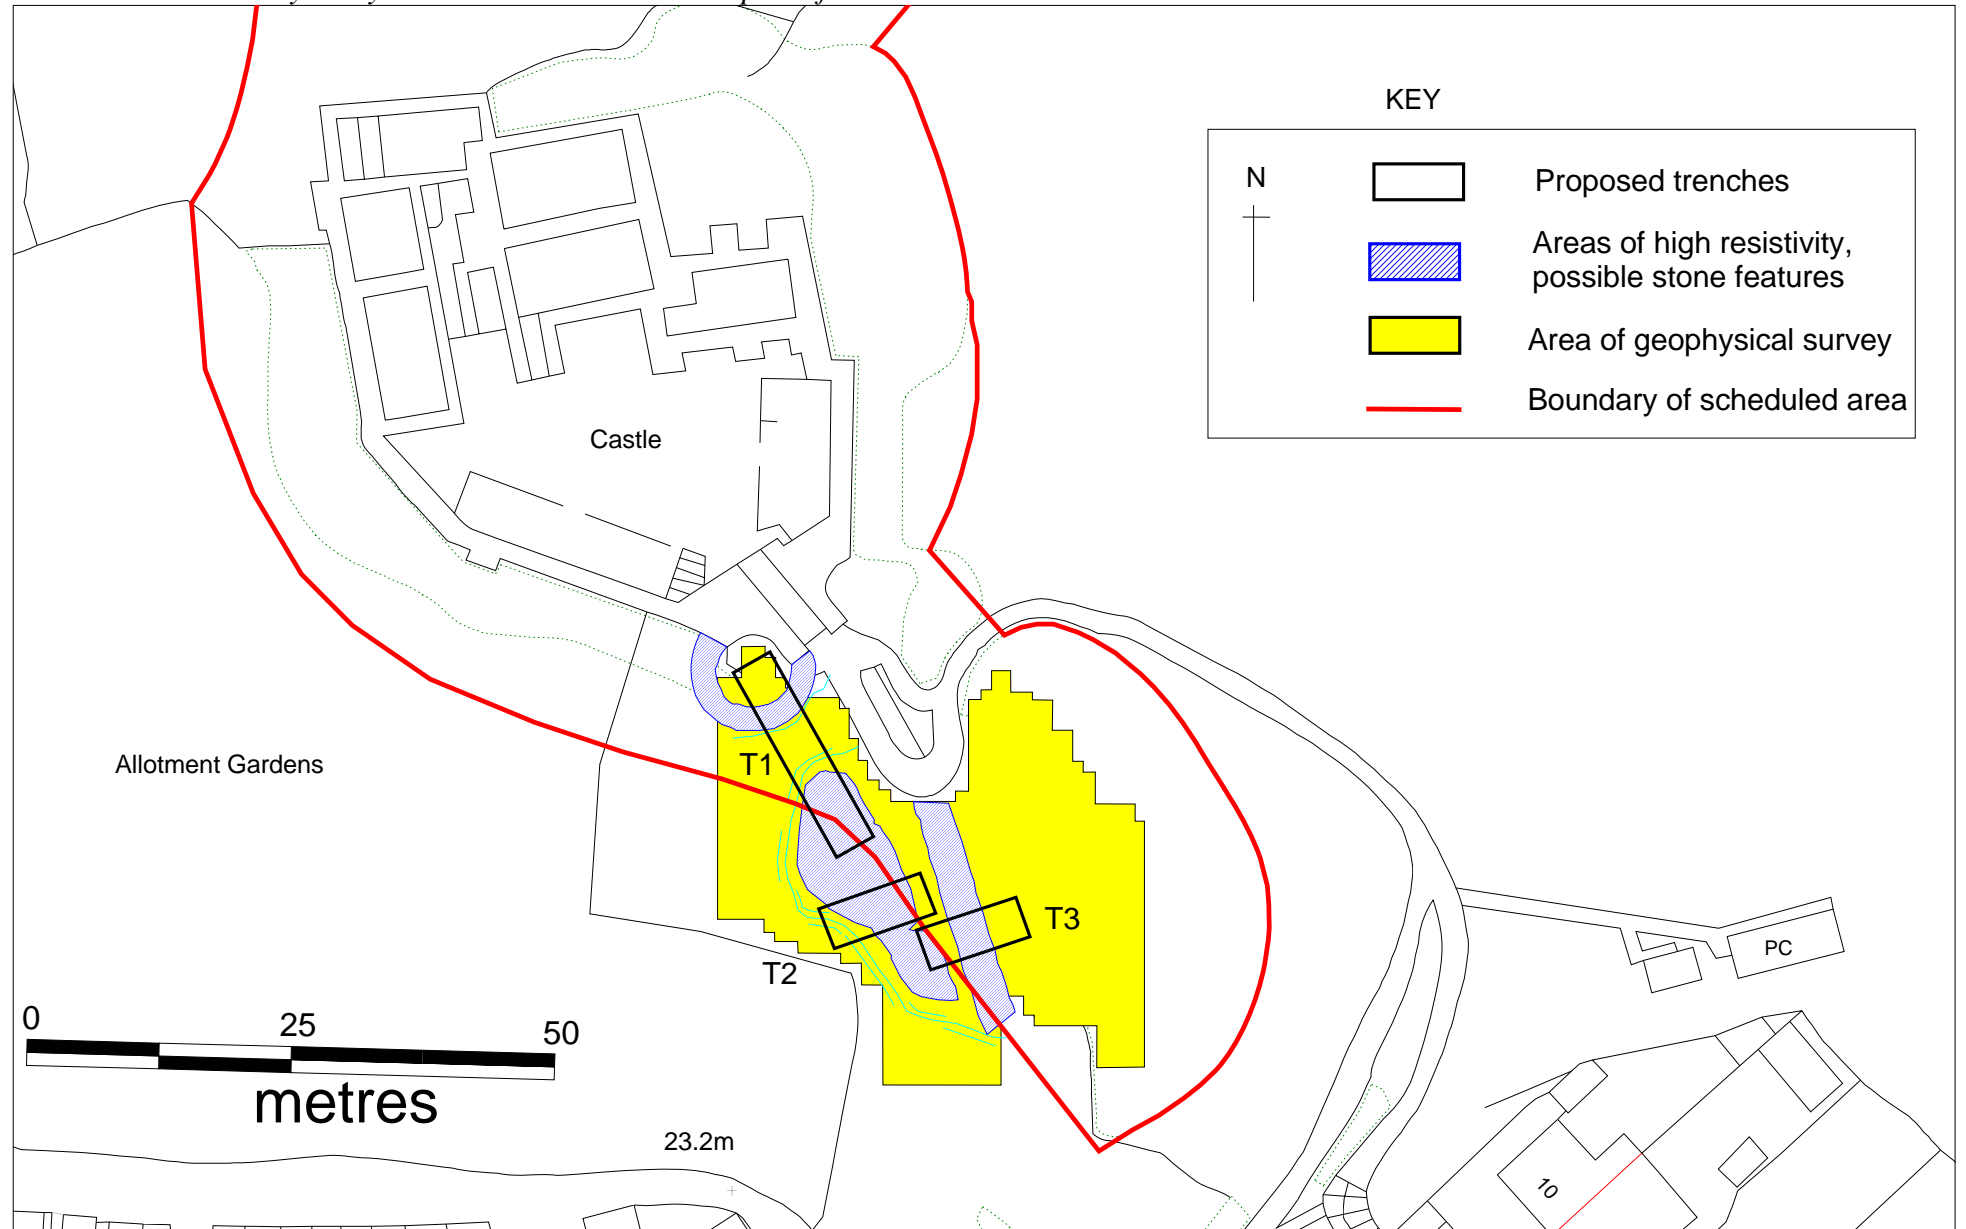 KEY
N
Proposed trenches
Areas of high resistivity,
possible stone features
Area of geophysical survey
Boundary of scheduled area
Castle
Allotment Gardens
T1
T2
T3
PC
0 25 50
metres
23.2m
10